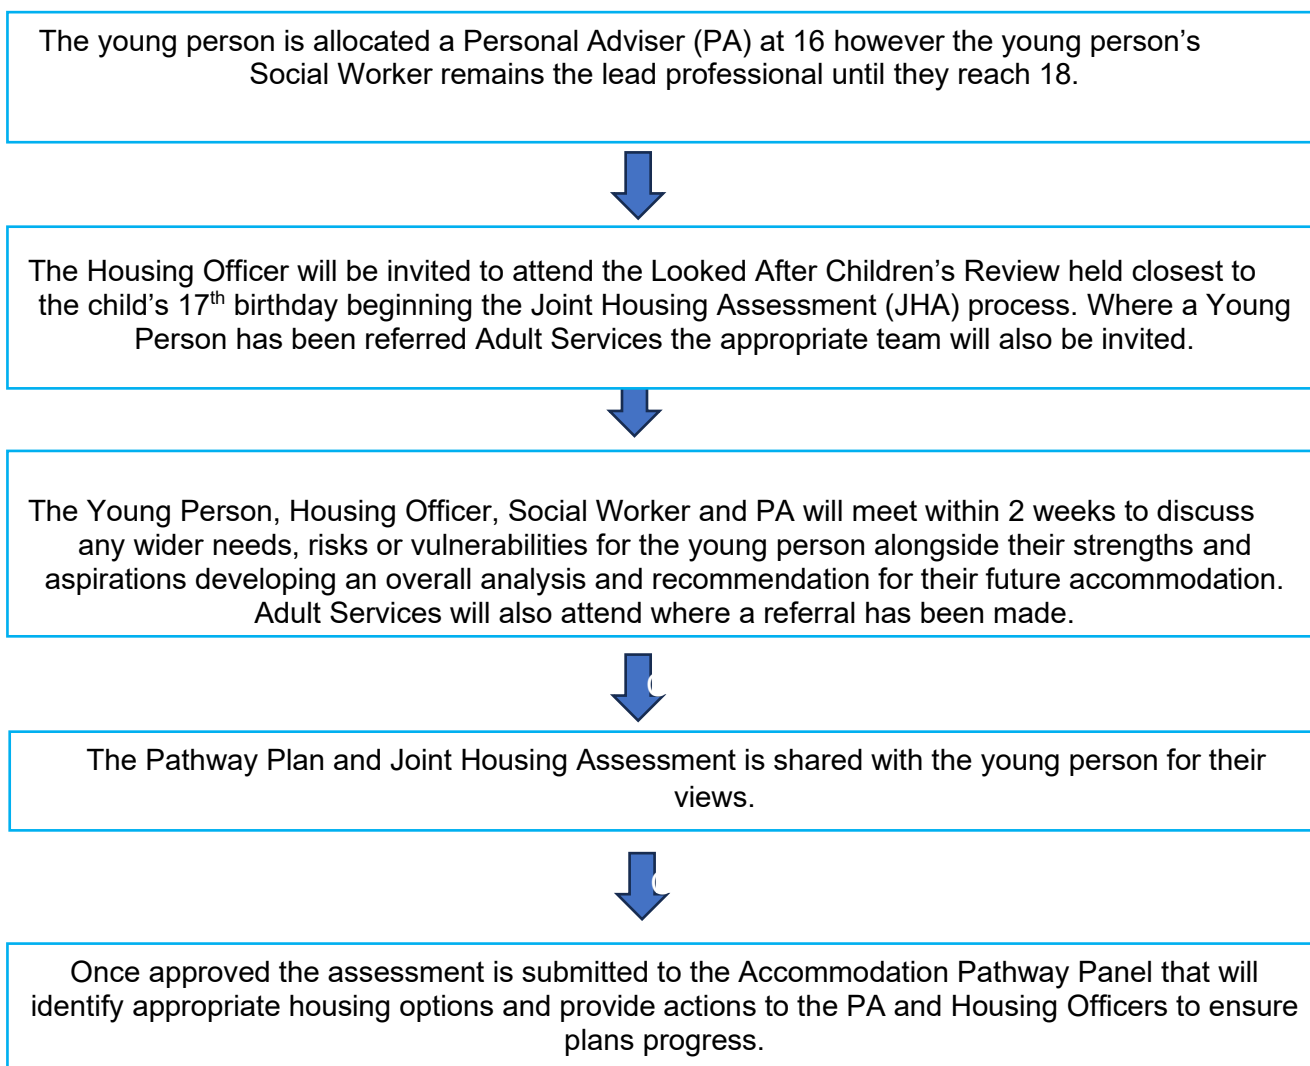 The young person is allocated a Personal Adviser (PA) at 16 however the young person's
Social Worker remains the lead professional until they reach 18.
The Housing Officer will be invited to attend the Looked After Children's Review held closest to
the child's 17th birthday beginning the Joint Housing Assessment (JHA) process. Where a Young
Person has been referred Adult Services the appropriate team will also be invited.
The Young Person, Housing Officer, Social Worker and PA will meet within 2 weeks to discuss
any wider needs, risks or vulnerabilities for the young person alongside their strengths and
aspirations developing an overall analysis and recommendation for their future accommodation.
Adult Services will also attend where a referral has been made.
The Pathway Plan and Joint Housing Assessment is shared with the young person for their
views.
Once approved the assessment is submitted to the Accommodation Pathway Panel that will
identify appropriate housing options and provide actions to the PA and Housing Officers to ensure
plans progress.